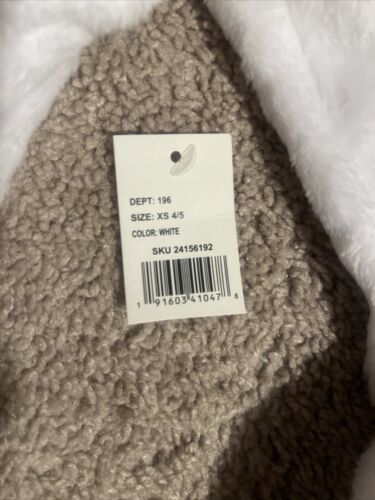 DEPT: 196
SIZE: XS 4/5
COLOR: WHITE
SKU 24156192
1 91603 41047 8